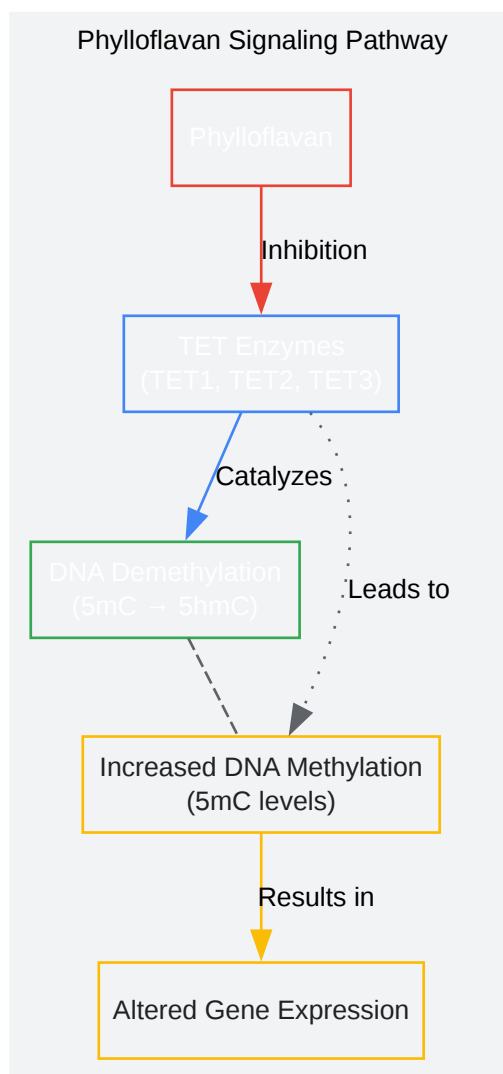 Phylloflavan Signaling Pathway
Phylloflavan
Inhibition
TET Enzymes
(TET1, TET2, TET3)
Catalyzes
DNA Demethylation
(5mC → 5hmC)
Leads to
Increased DNA Methylation
(5mC levels)
Results in
Altered Gene Expression